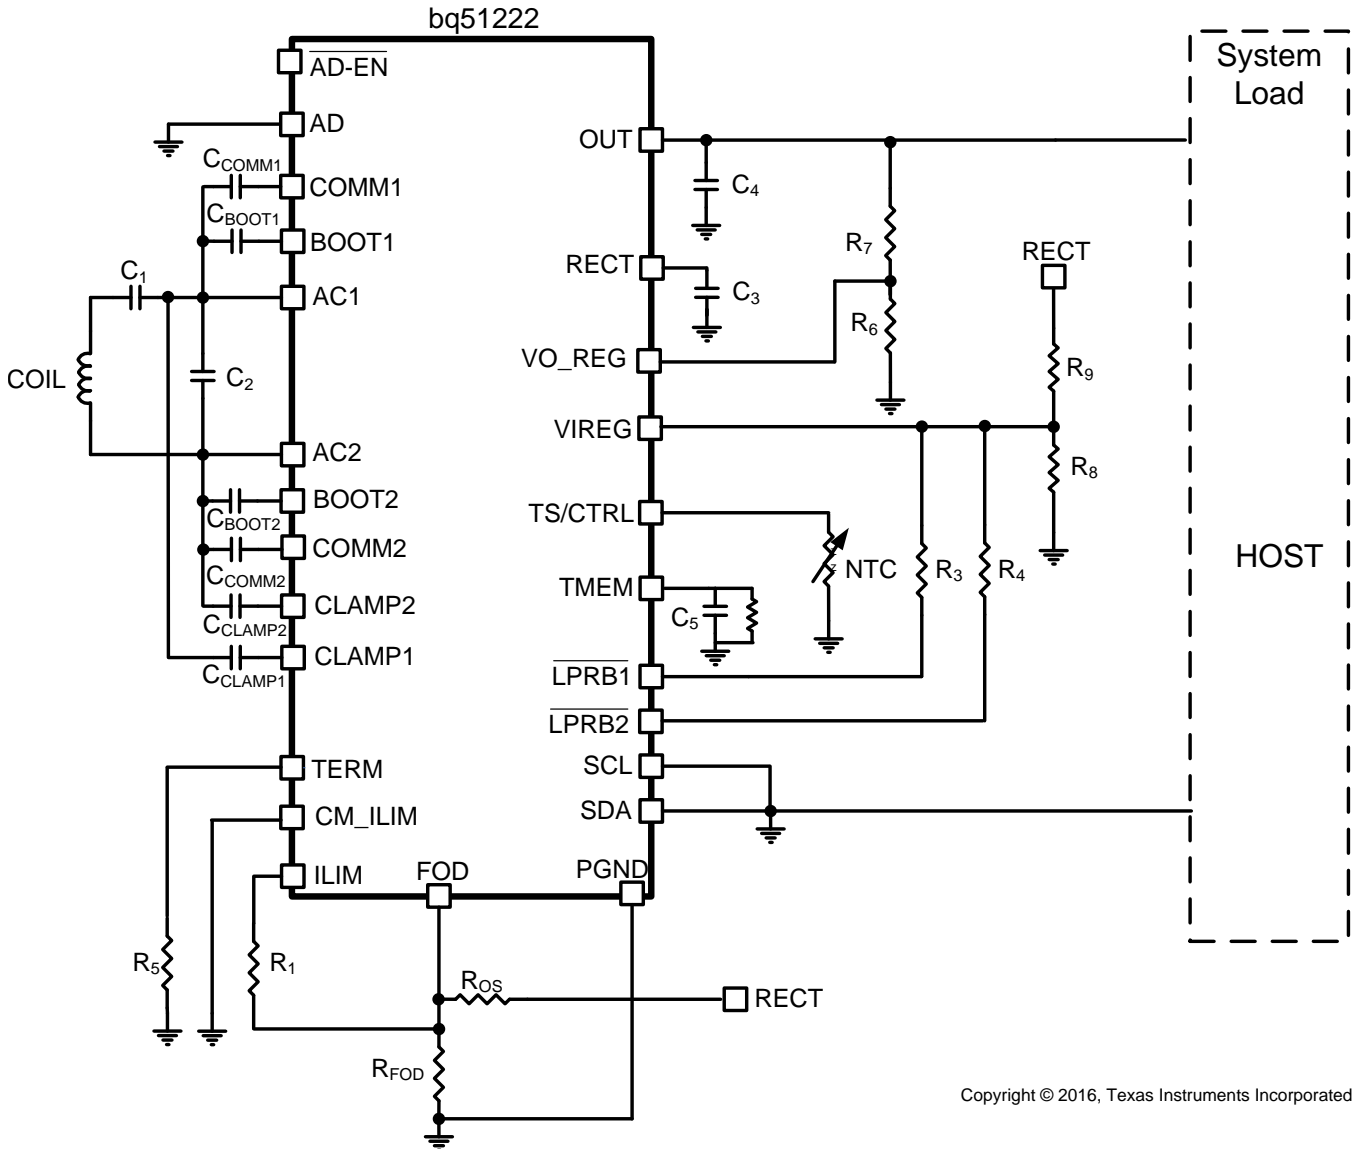 bq51222
AD-EN
AD
COMM1
BOOT1
AC1
AC2
BOOT2
COMM2
CLAMP2
CLAMP1
TERM
CM_ILIM
ILIM
FOD
PGND
OUT
RECT
VO_REG
VIREG
TS/CTRL
TMEM
LPRB1
LPRB2
SCL
SDA
CCOMM1
CBOOT1
C1
COIL
C2
CBOOT2
CCOMM2
CCLAMP2
CCLAMP1
R5
R1
ROS
RECT
RFOD
C4
C3
R7
R6
RECT
R9
R8
NTC
R3
R4
C5
System
Load
HOST
Copyright © 2016, Texas Instruments Incorporated